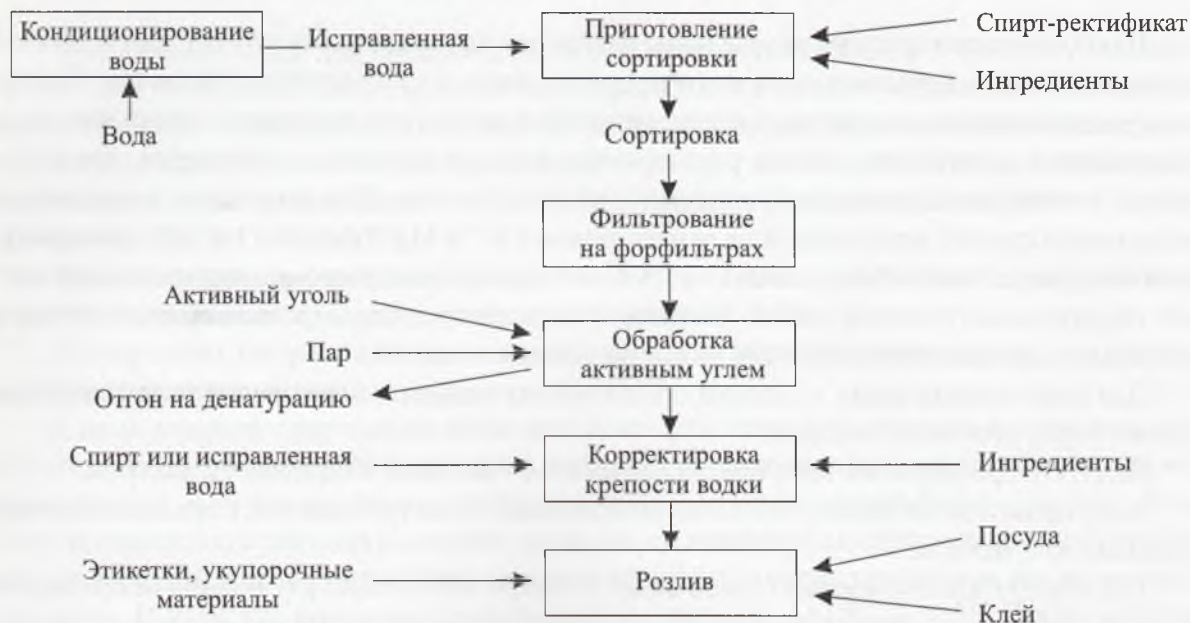 Кондиционирование
воды
Исправленная
вода
Приготовление
сортировки
Спирт-ректификат
Ингредиенты
Вода
Сортировка
Фильтрование
на форфильтрах
Активный уголь
Пар
Отгон на денатурацию
Обработка
активным углем
Спирт или исправленная
вода
Корректировка
крепости водки
Ингредиенты
Этикетки, укупорочные
материалы
Розлив
Посуда
Клей